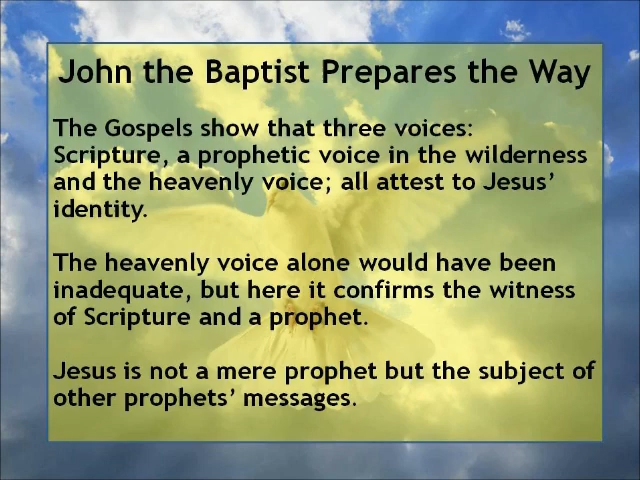 John the Baptist Prepares the Way
The Gospels show that three voices:
Scripture, a prophetic voice in the wilderness
and the heavenly voice; all attest to Jesus’
identity.
The heavenly voice alone would have been
inadequate, but here it confirms the witness
of Scripture and a prophet.
Jesus is not a mere prophet but the subject of
other prophets’ messages.